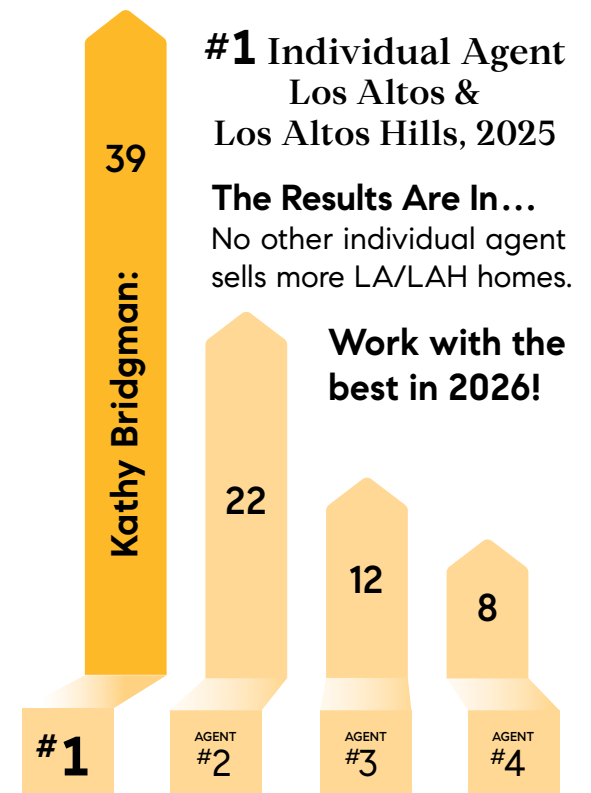 #1 Individual Agent
Los Altos &
Los Altos Hills, 2025
The Results Are In...
No other individual agent
sells more LA/LAH homes.
Work with the
best in 2026!
39
Kathy Bridgman:
22
12
8
#1
AGENT
#2
AGENT
#3
AGENT
#4